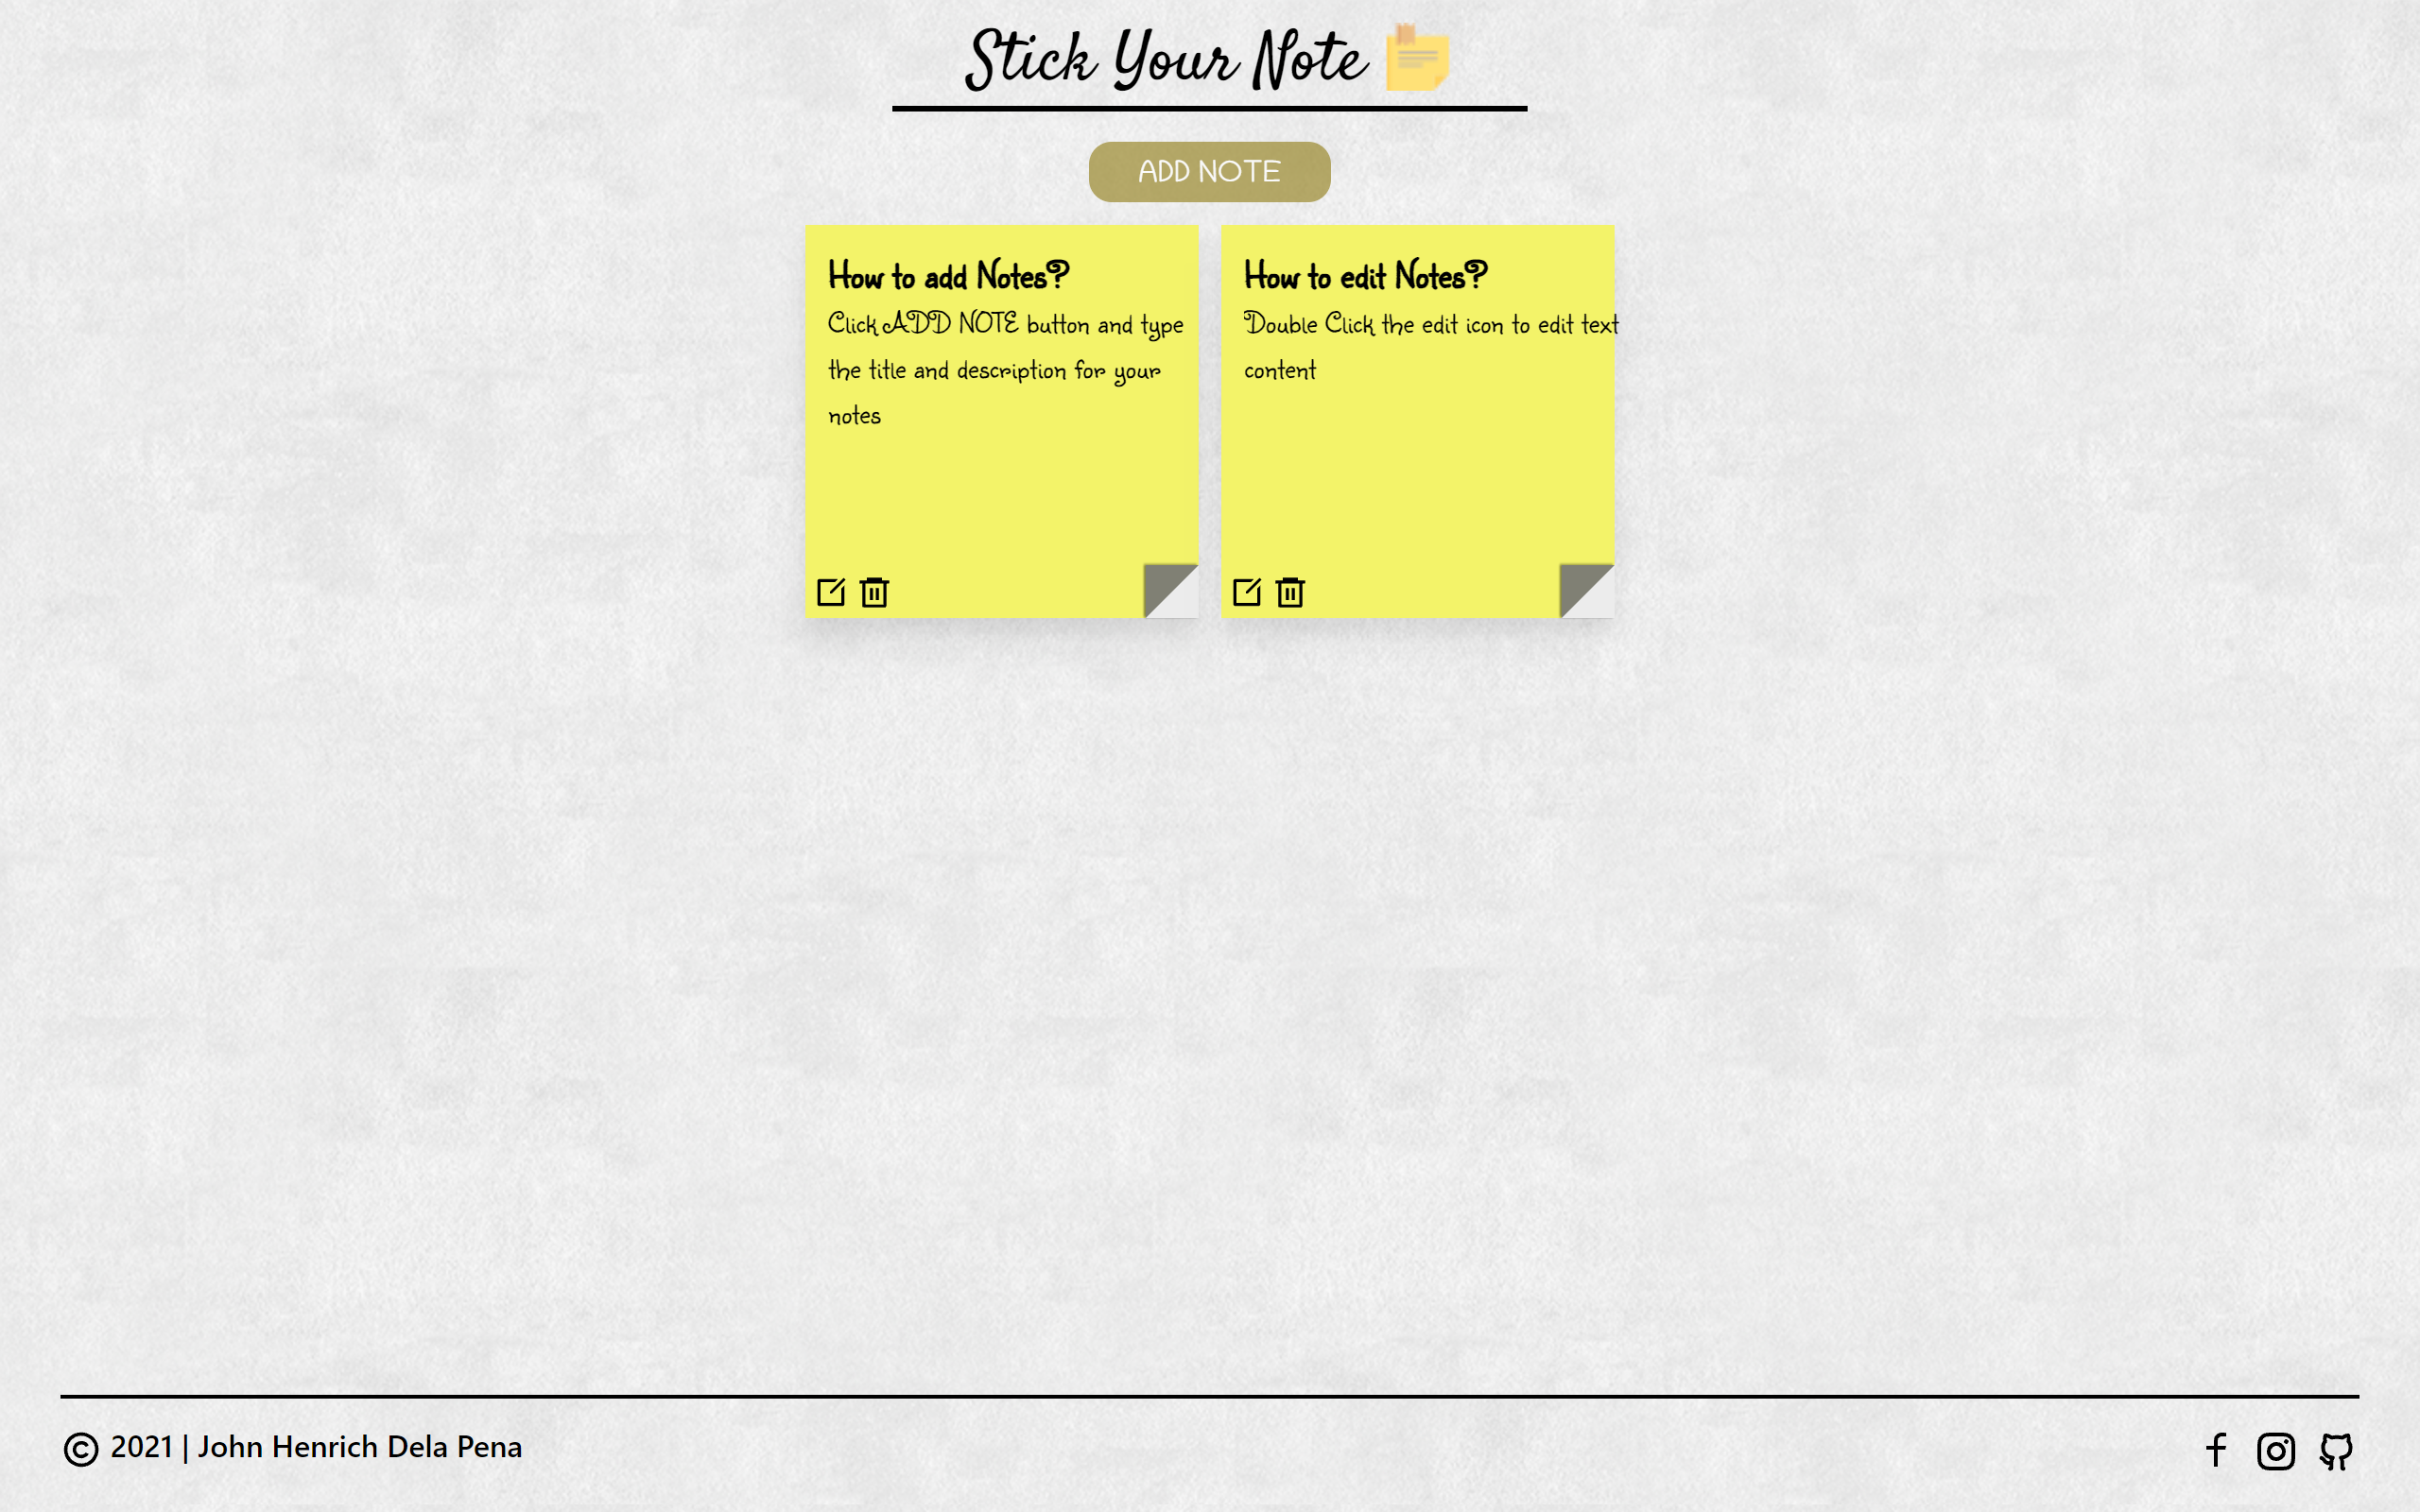 Stick Your Note
ADD NOTE
How to add Notes?
Click ADD NOTE button and type
the title and description for your
notes
How to edit Notes?
Double Click the edit icon to edit text
content
© 2021 | John Henrich Dela Pena